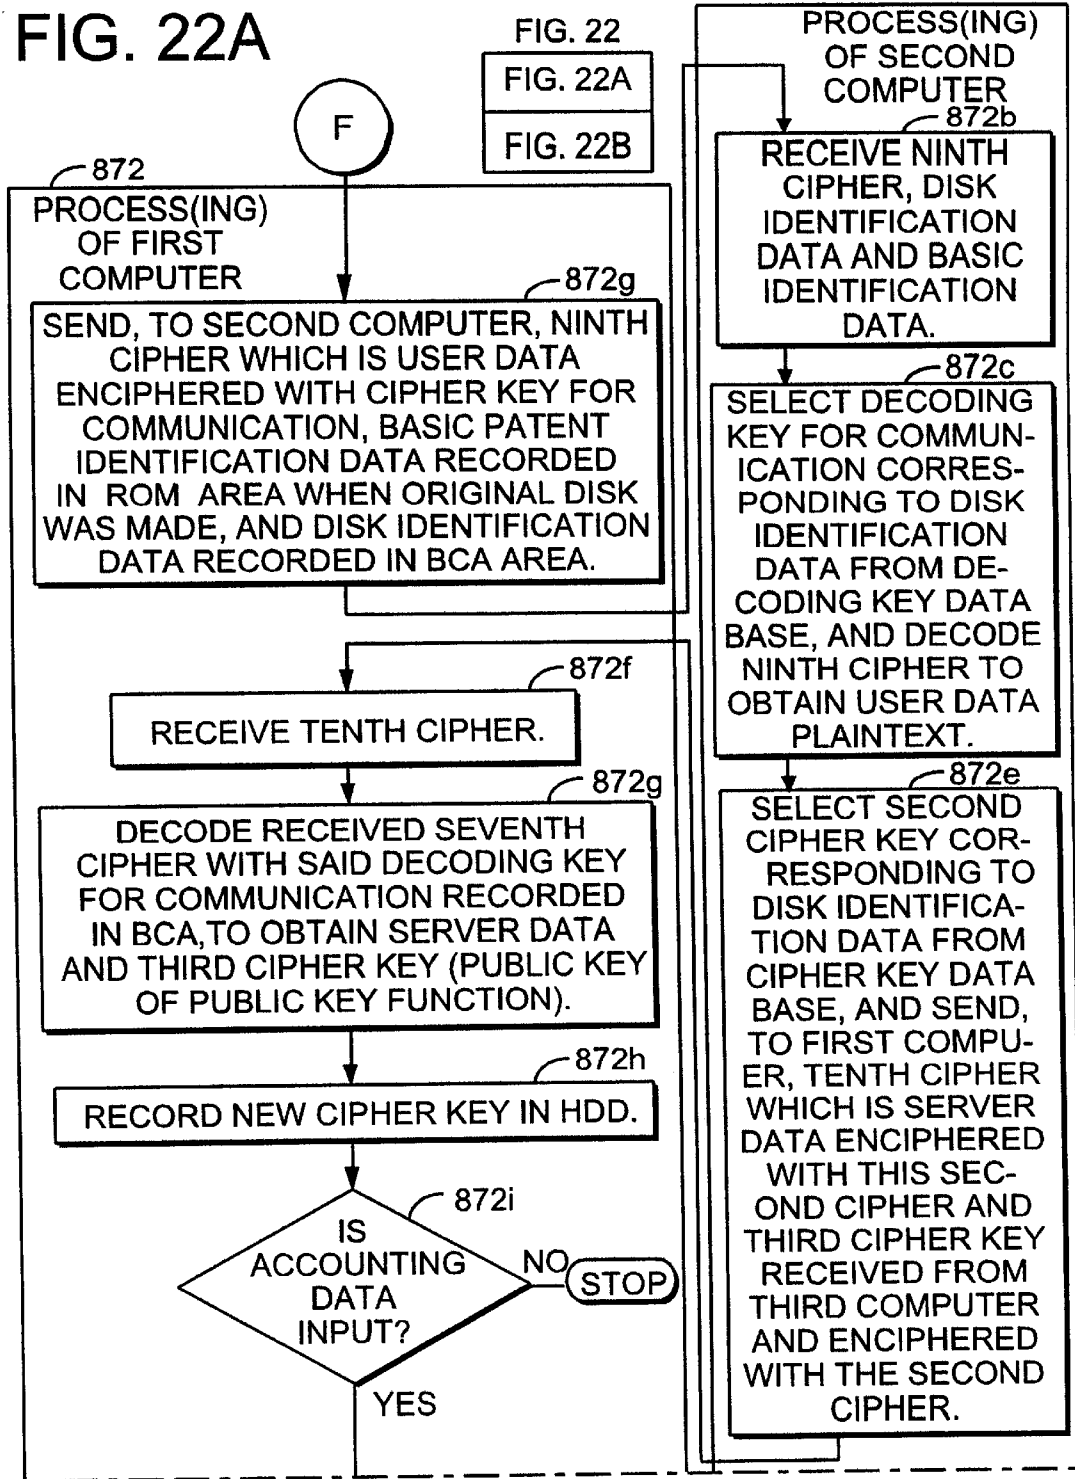 FIG. 22A
FIG. 22
FIG. 22A
FIG. 22B
F
872
PROCESS(ING)
OF FIRST
COMPUTER
872g
SEND, TO SECOND COMPUTER, NINTH
CIPHER WHICH IS USER DATA
ENCIPHERED WITH CIPHER KEY FOR
COMMUNICATION, BASIC PATENT
IDENTIFICATION DATA RECORDED
IN ROM AREA WHEN ORIGINAL DISK
WAS MADE, AND DISK IDENTIFICATION
DATA RECORDED IN BCA AREA.
872f
RECEIVE TENTH CIPHER.
872g
DECODE RECEIVED SEVENTH
CIPHER WITH SAID DECODING KEY
FOR COMMUNICATION RECORDED
IN BCA,TO OBTAIN SERVER DATA
AND THIRD CIPHER KEY (PUBLIC KEY
OF PUBLIC KEY FUNCTION).
872h
RECORD NEW CIPHER KEY IN HDD.
872i
IS
ACCOUNTING
DATA
INPUT?
NO
STOP
YES
PROCESS(ING)
OF SECOND
COMPUTER
872b
RECEIVE NINTH
CIPHER, DISK
IDENTIFICATION
DATA AND BASIC
IDENTIFICATION
DATA.
872c
SELECT DECODING
KEY FOR COMMUN-
ICATION CORRES-
PONDING TO DISK
IDENTIFICATION
DATA FROM DE-
CODING KEY DATA
BASE, AND DECODE
NINTH CIPHER TO
OBTAIN USER DATA
PLAINTEXT.
872e
SELECT SECOND
CIPHER KEY COR-
RESPONDING TO
DISK IDENTIFICA-
TION DATA FROM
CIPHER KEY DATA
BASE, AND SEND,
TO FIRST COMPU-
ER, TENTH CIPHER
WHICH IS SERVER
DATA ENCIPHERED
WITH THIS SEC-
OND CIPHER AND
THIRD CIPHER KEY
RECEIVED FROM
THIRD COMPUTER
AND ENCIPHERED
WITH THE SECOND
CIPHER.